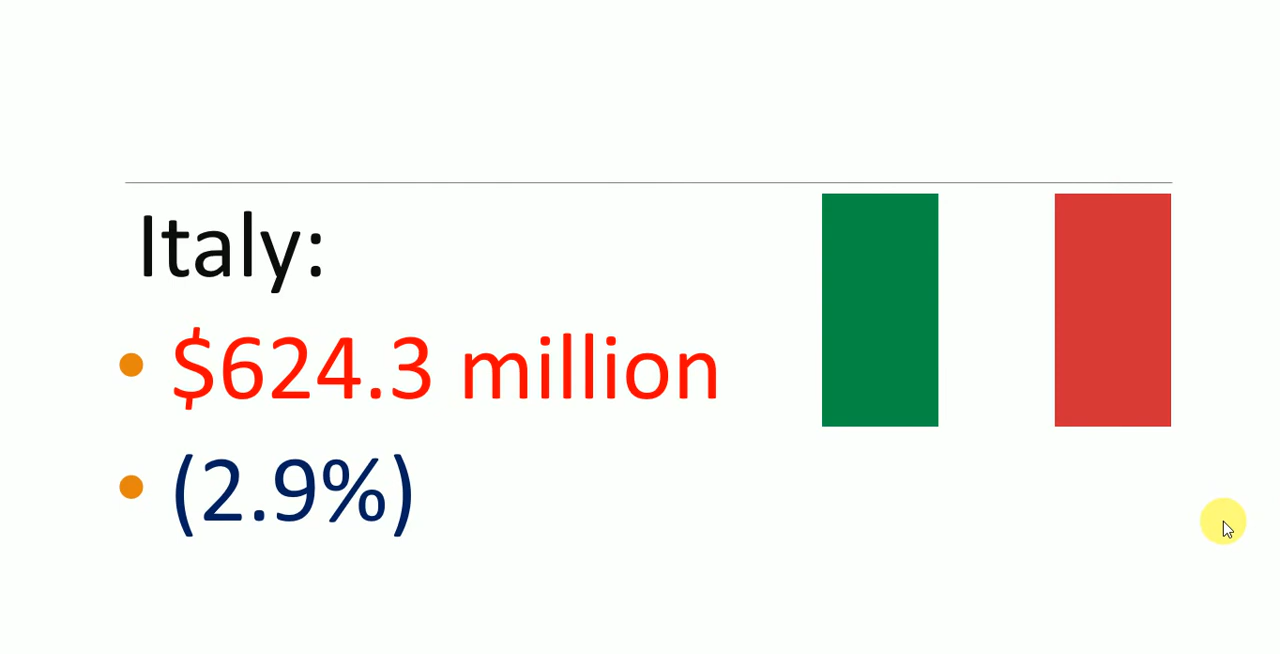 Italy:
• $624.3 million
• (2.9%)